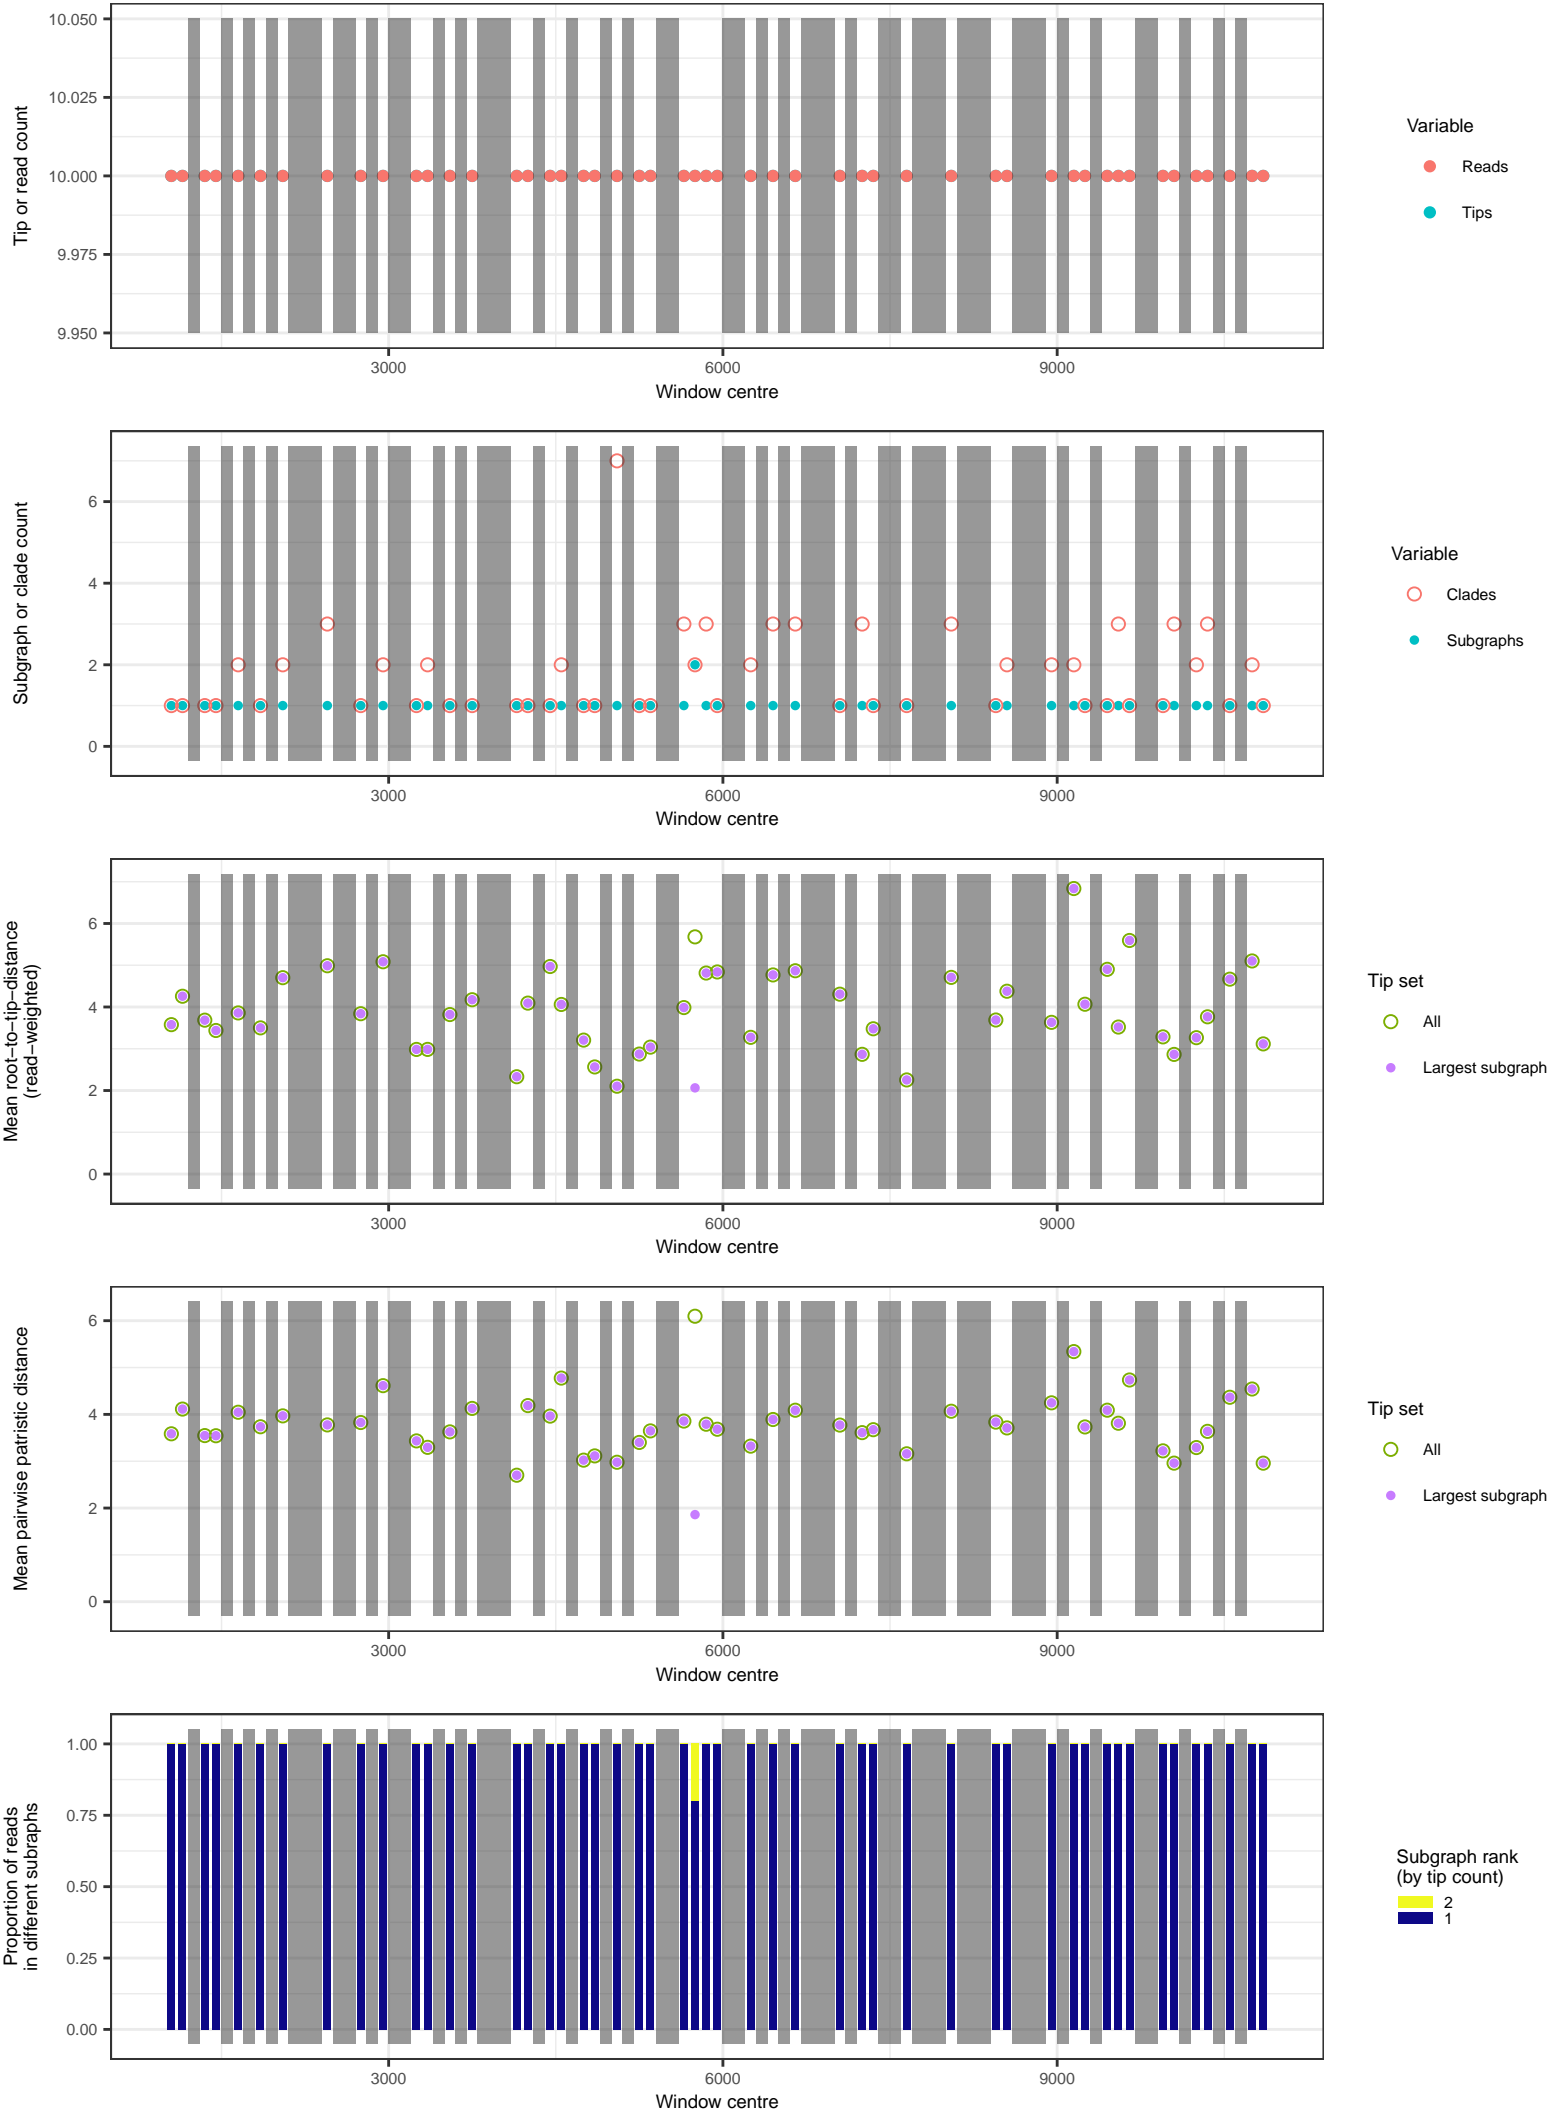 10.050
10.025
10.000
9.975
9.950
Tip or read count
3000
6000
9000
Window centre
Variable
Reads
Tips
6
4
2
0
Subgraph or clade count
3000
6000
9000
Window centre
Variable
Clades
Subgraphs
6
4
2
0
Mean root−to−tip−distance
(read−weighted)
3000
6000
9000
Window centre
Tip set
All
Largest subgraph
6
4
2
0
Mean pairwise patristic distance
3000
6000
9000
Window centre
Tip set
All
Largest subgraph
1.00
0.75
0.50
0.25
0.00
Proportion of reads
in different subraphs
3000
6000
9000
Window centre
Subgraph rank
(by tip count)
2
1